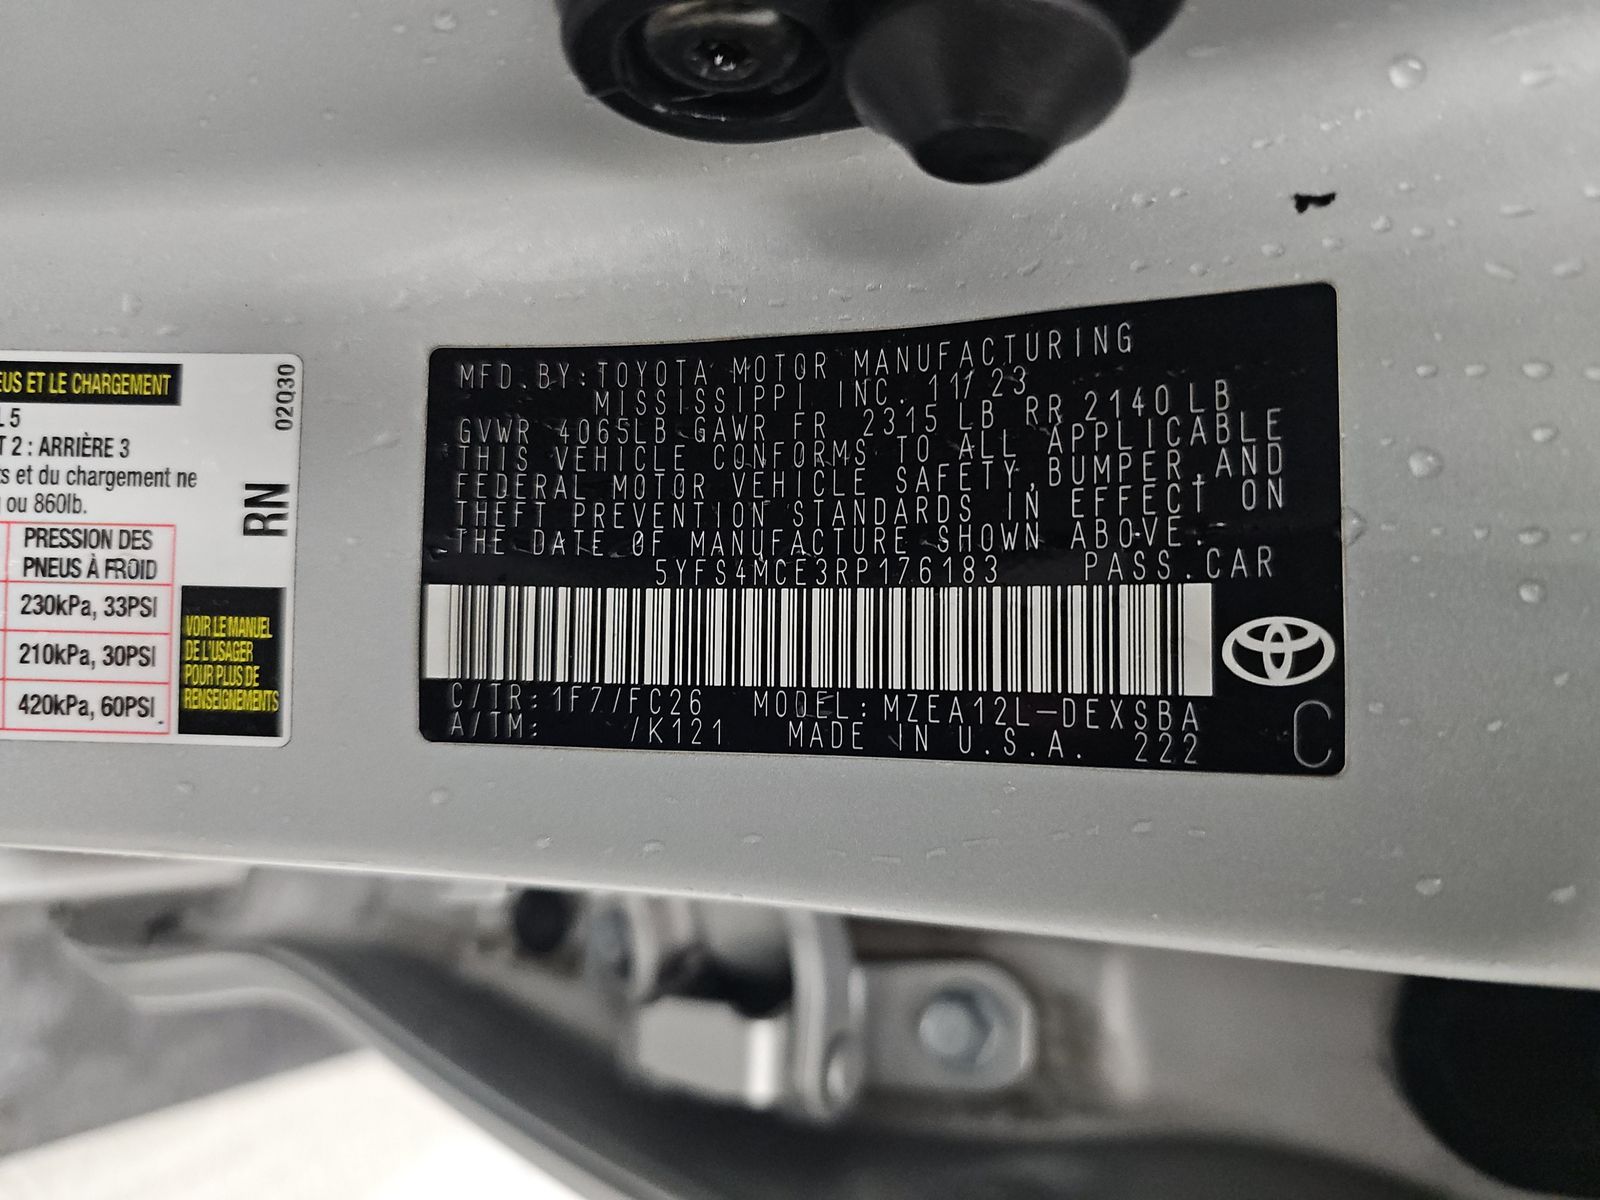 EUS ET LE CHARGEMENT
L 5
T 2 : ARRIÈRE 3
ts et du chargement ne
ou 860lb.
PRESSION DES
PNEUS À FROID
230kPa, 33PSI
210kPa, 30PSI
420kPa, 60PSI
02Q30
RN
VOIR LE MANUEL
DE L'USAGER
POUR PLUS DE
RENSEIGNEMENTS
MFD. BY: TOYOTA MOTOR MANUFACTURING
MISSISSIPPI INC. 11/23
GVWR 4065LB GAWR FR 2315 LB RR 2140 LB
THIS VEHICLE CONFORMS TO ALL APPLICABLE
FEDERAL MOTOR VEHICLE SAFETY, BUMPER, AND
THEFT PREVENTION STANDARDS IN EFFECT ON
THE DATE OF MANUFACTURE SHOWN ABOVE.
5YFS4MCE3RP176183 PASS. CAR
C/TR: 1F7/FC26 MODEL: MZEA12L-DEXSBA
A/TM: /K121 MADE IN U.S.A. 222
C